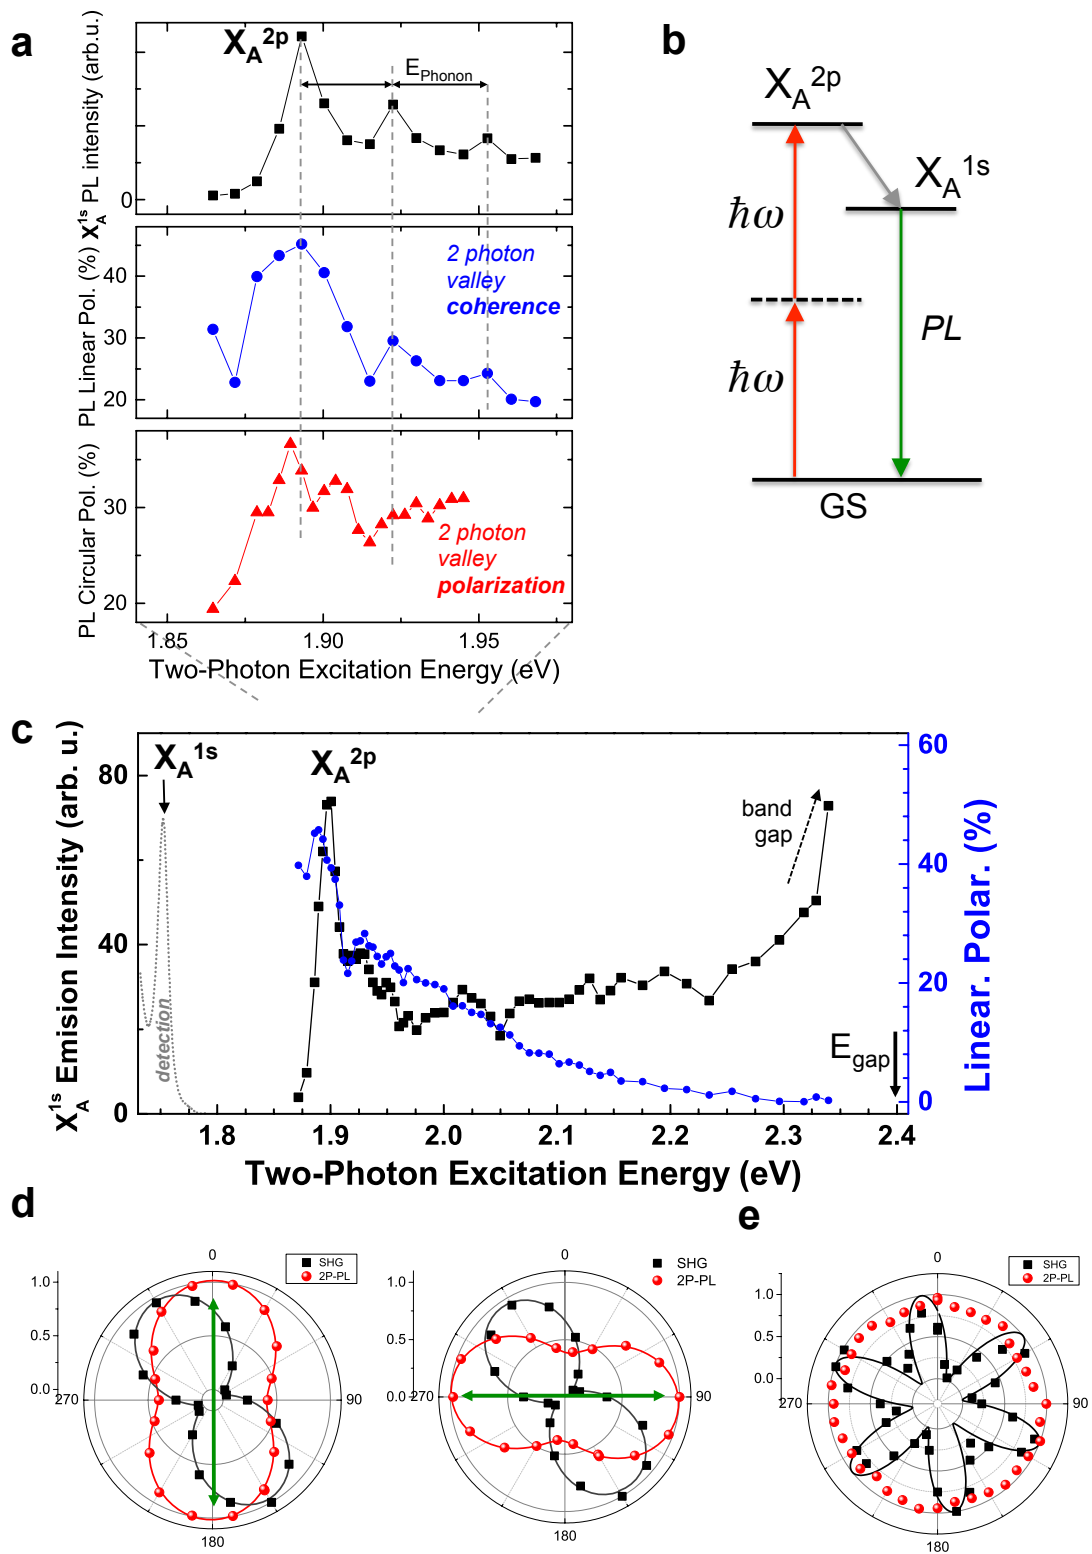 a
X_A^1s PL intensity (arb.u.)
0
X_A^2p
E_Phonon
PL Linear Pol. (%)
40
30
20
2 photon
valley
coherence
PL Circular Pol. (%)
30
20
2 photon
valley
polarization
1.85
1.90
1.95
Two-Photon Excitation Energy (eV)
b
X_A^2p
X_A^1s
ħω
PL
ħω
GS
c
X_A^1s Emision Intensity (arb. u.)
80
40
0
X_A^1s
X_A^2p
detection
band
gap
E_gap
60
40
20
0
Linear. Polar. (%)
1.8
1.9
2.0
2.1
2.2
2.3
2.4
Two-Photon Excitation Energy (eV)
d
0
SHG
2P-PL
1.0
0.5
0.0
270
90
180
0
SHG
2P-PL
1.0
0.5
0.0
270
90
180
e
0
SHG
2P-PL
1.0
0.5
0.0
270
90
180